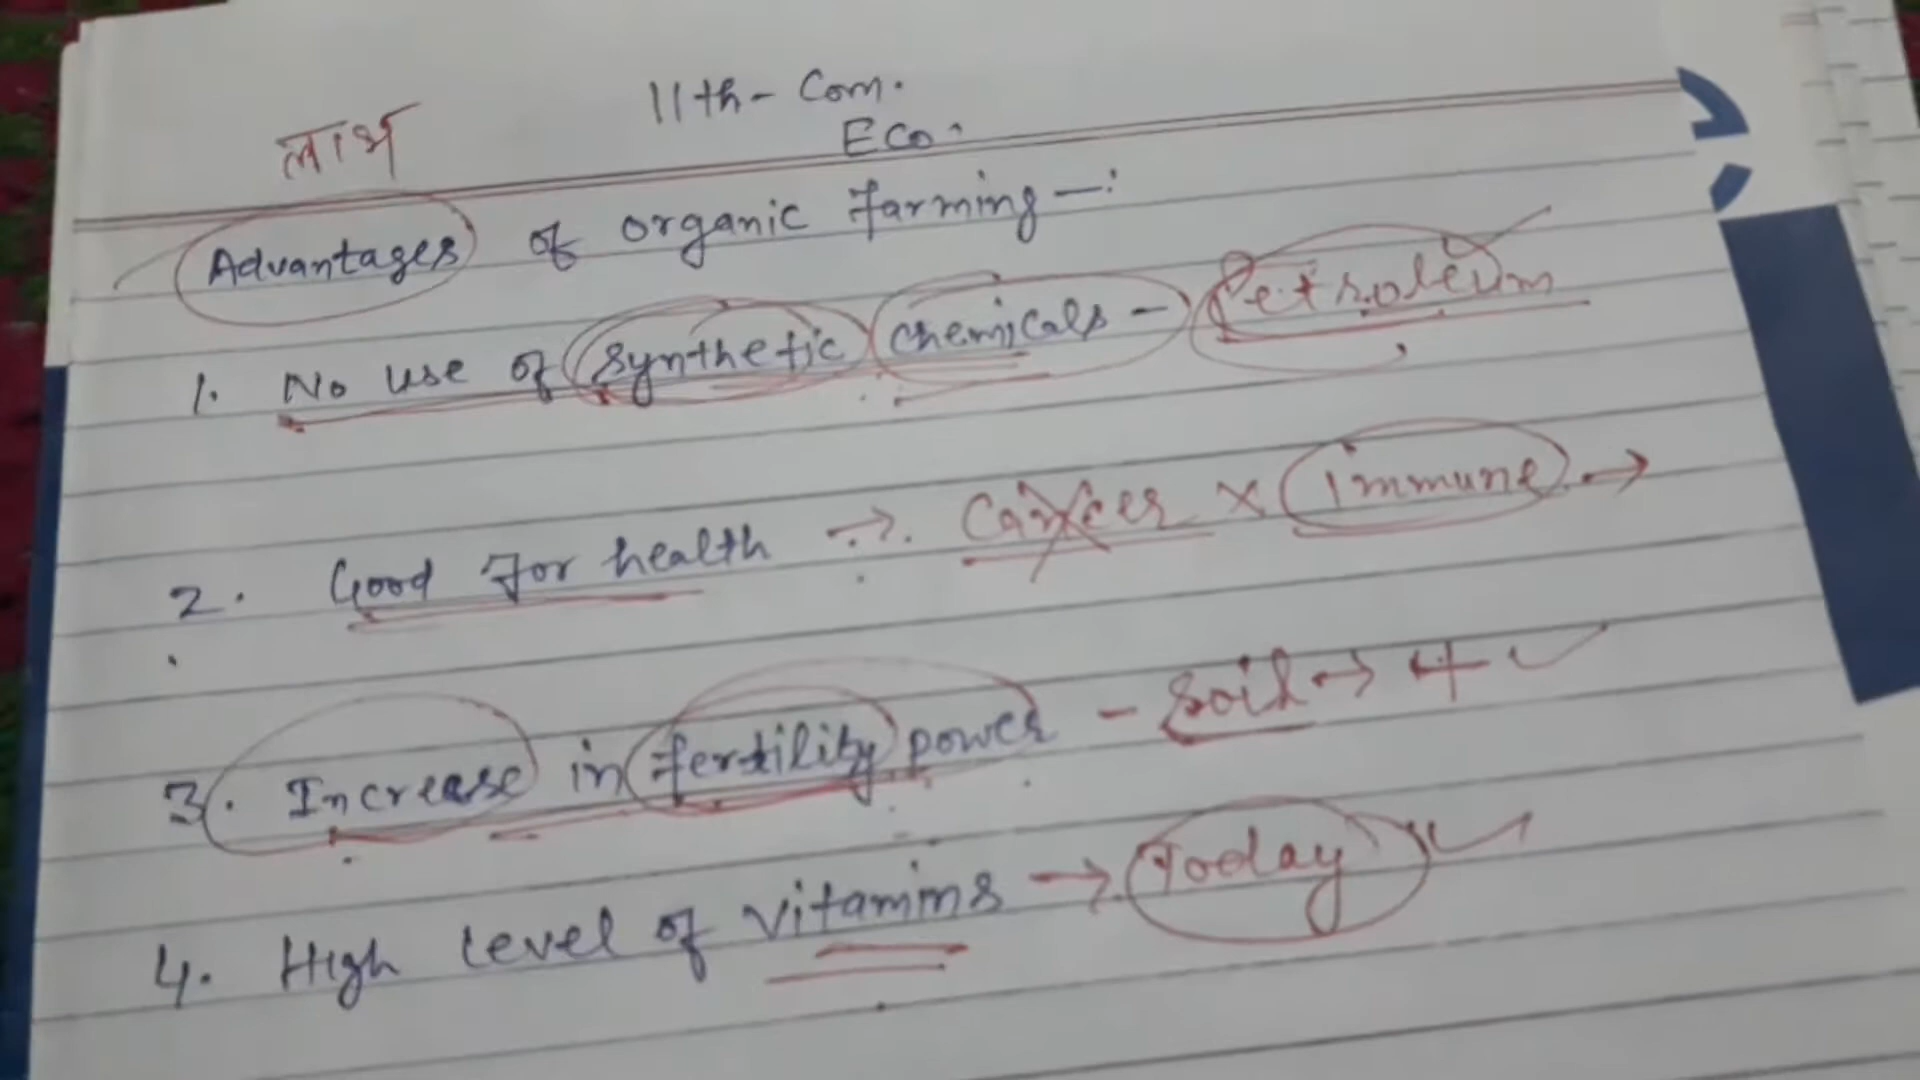 11th - Com.
लाभ Eco.
Advantages of organic farming -:
1. No use of synthetic chemicals - Petroleum
2. Good for health → Cancer × immune →
3. Increase in fertility power - Soil → + ✓
4. High level of vitamins → Today ✓